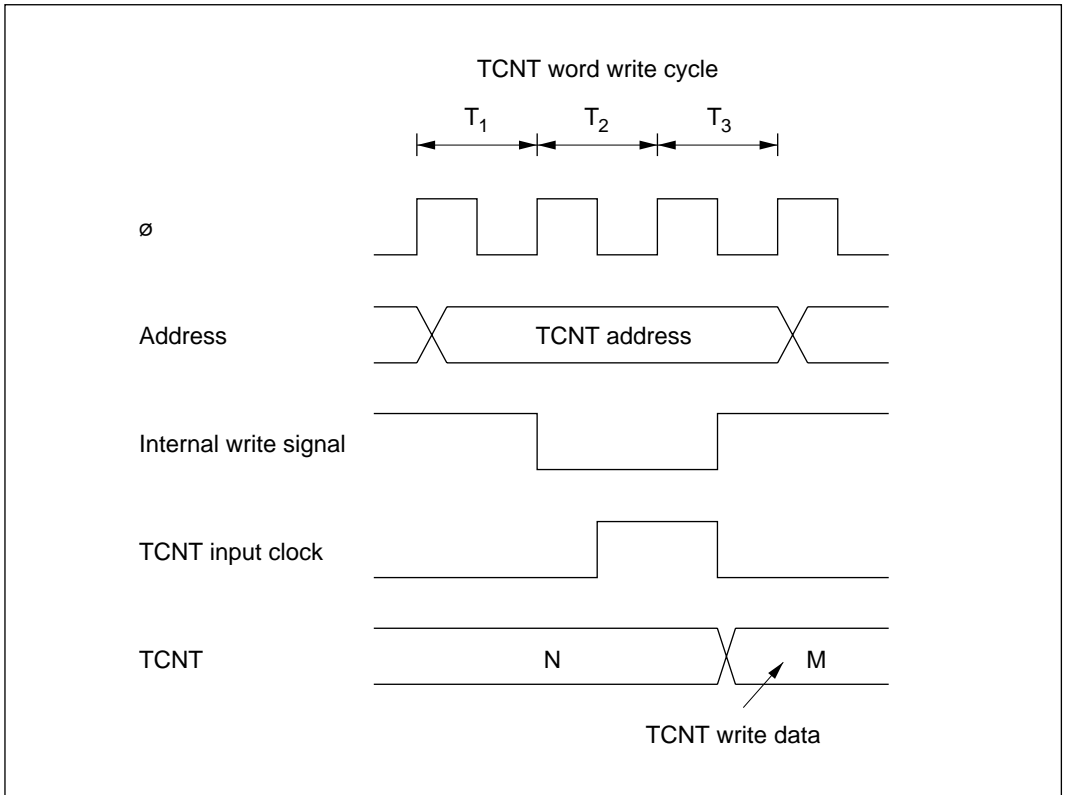 TCNT word write cycle
T₁ T₂ T₃
ø
Address TCNT address
Internal write signal
TCNT input clock
TCNT N M
TCNT write data